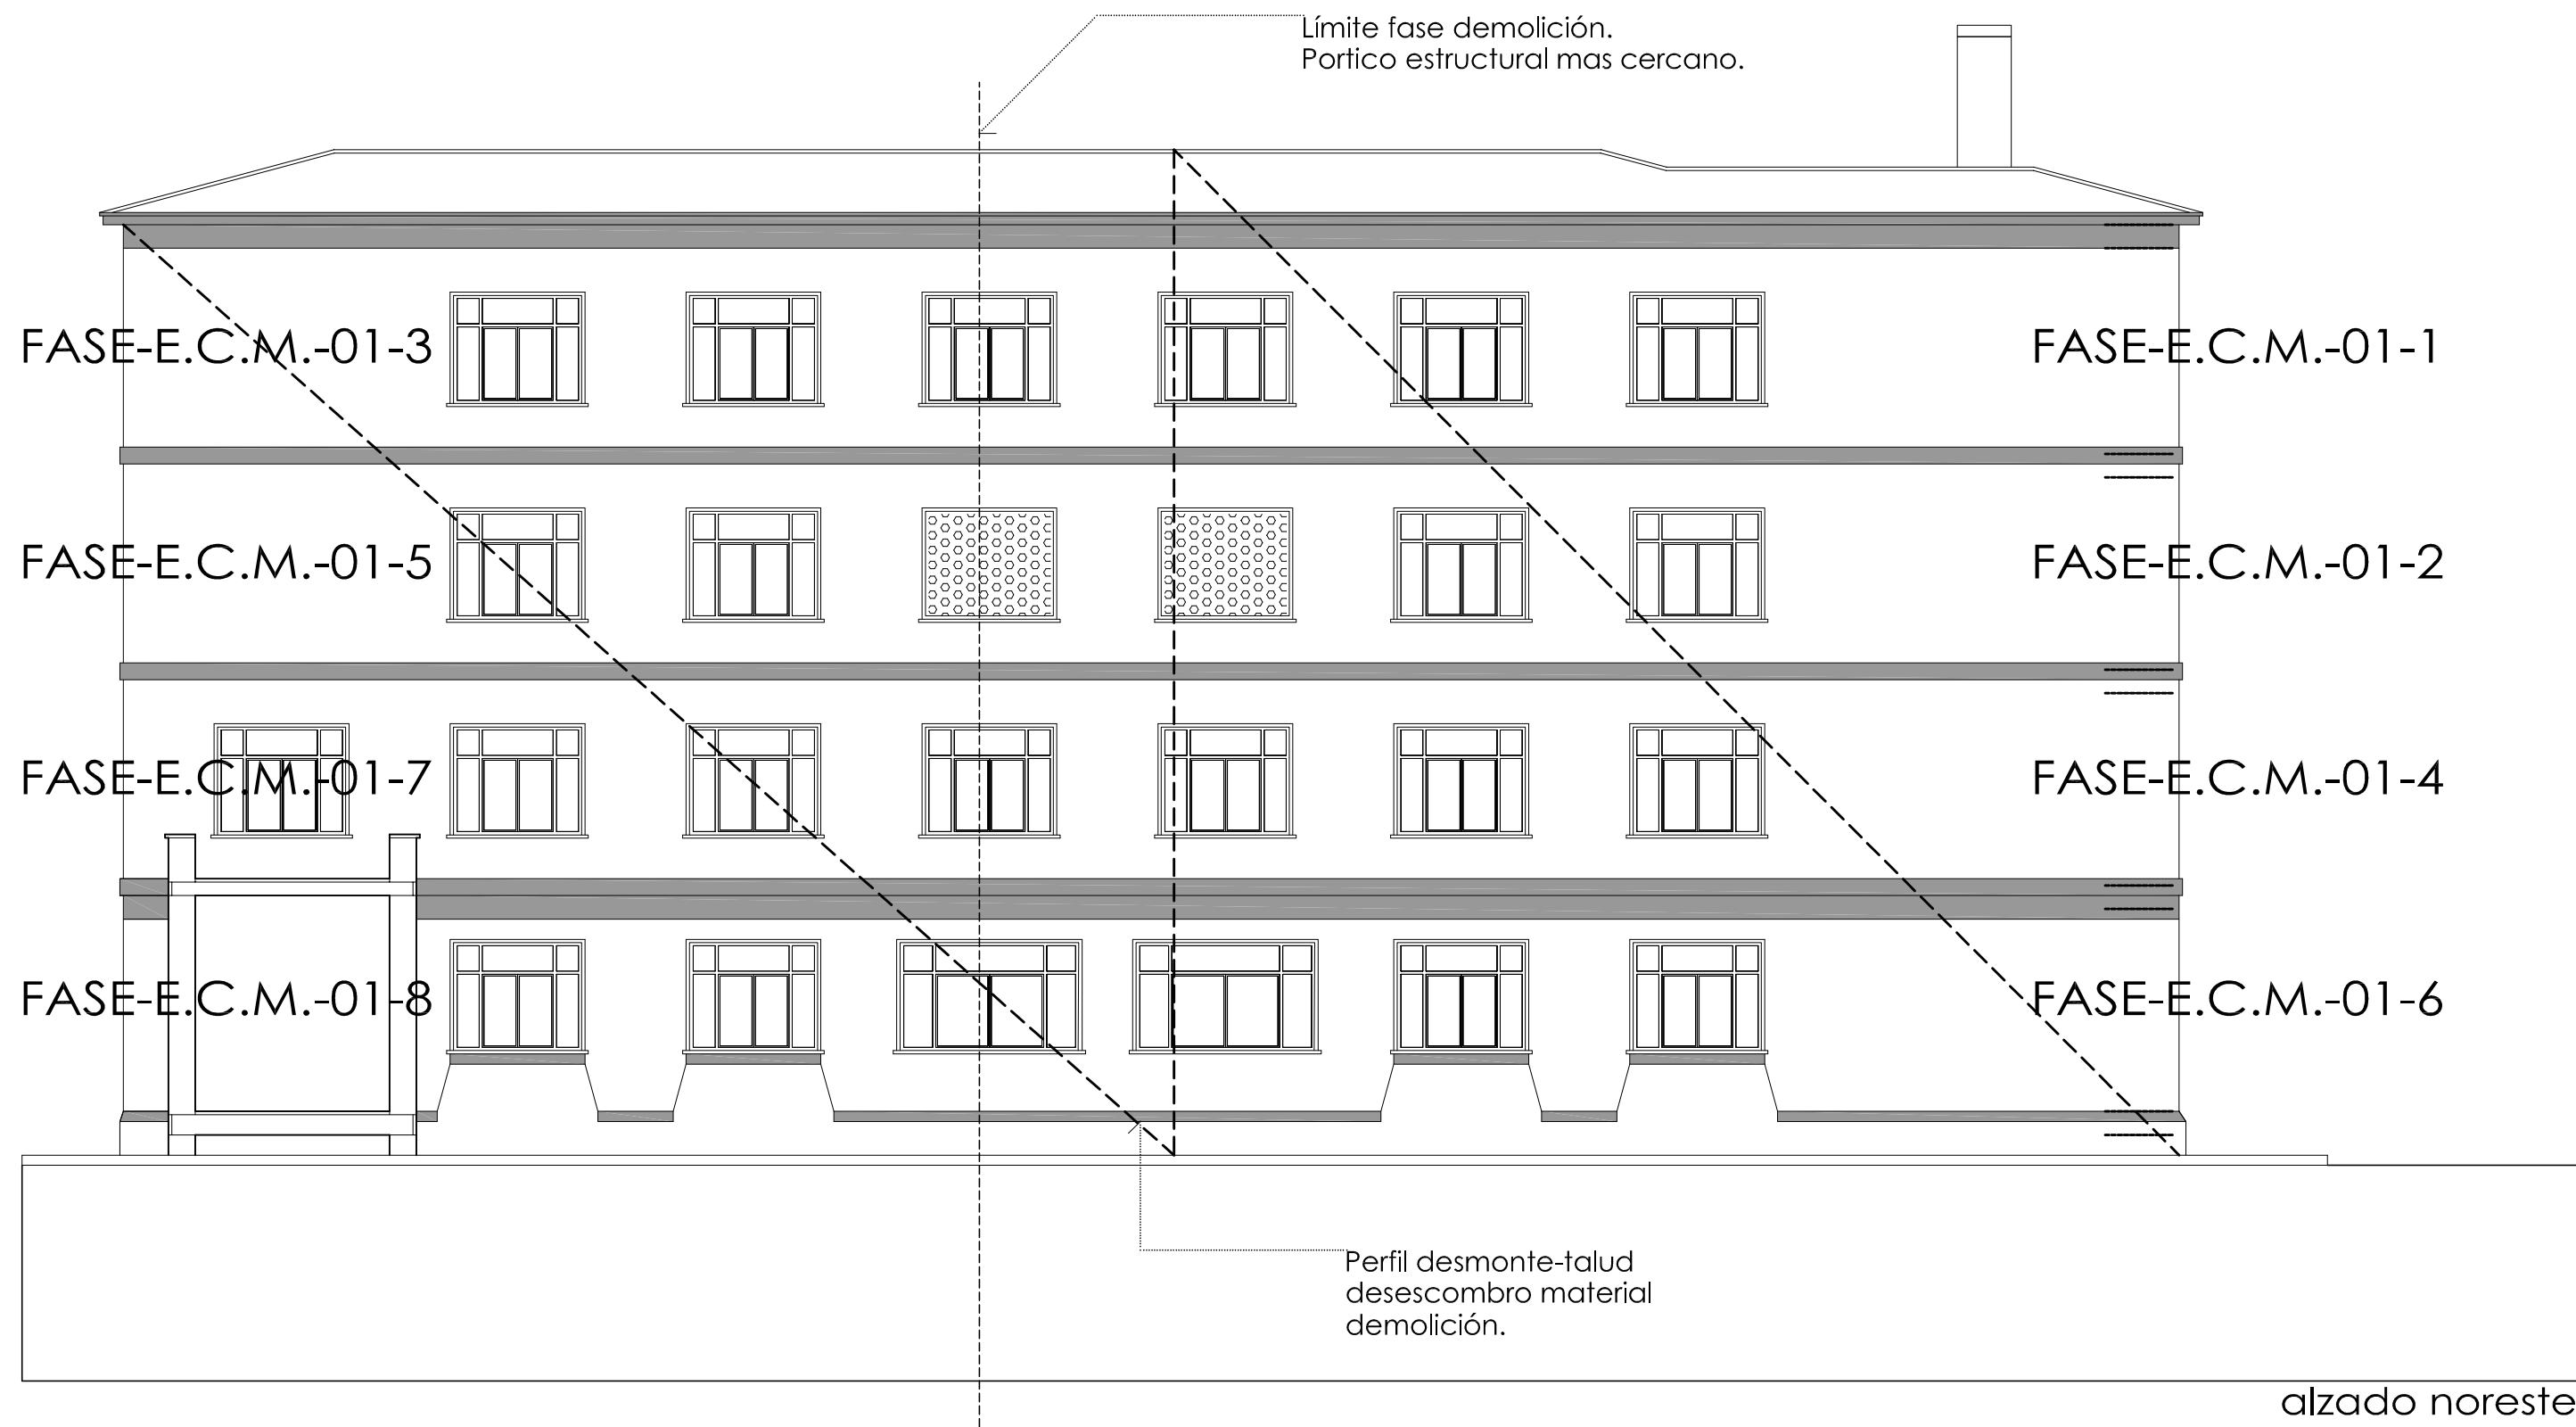 Límite fase demolición.
Portico estructural mas cercano.
FASE-E.C.M.-01-3
FASE-E.C.M.-01-1
FASE-E.C.M.-01-5
FASE-E.C.M.-01-2
FASE-E.C.M.-01-7
FASE-E.C.M.-01-4
FASE-E.C.M.-01-8
FASE-E.C.M.-01-6
Perfil desmonte-talud
desescombro material
demolición.
alzado noreste